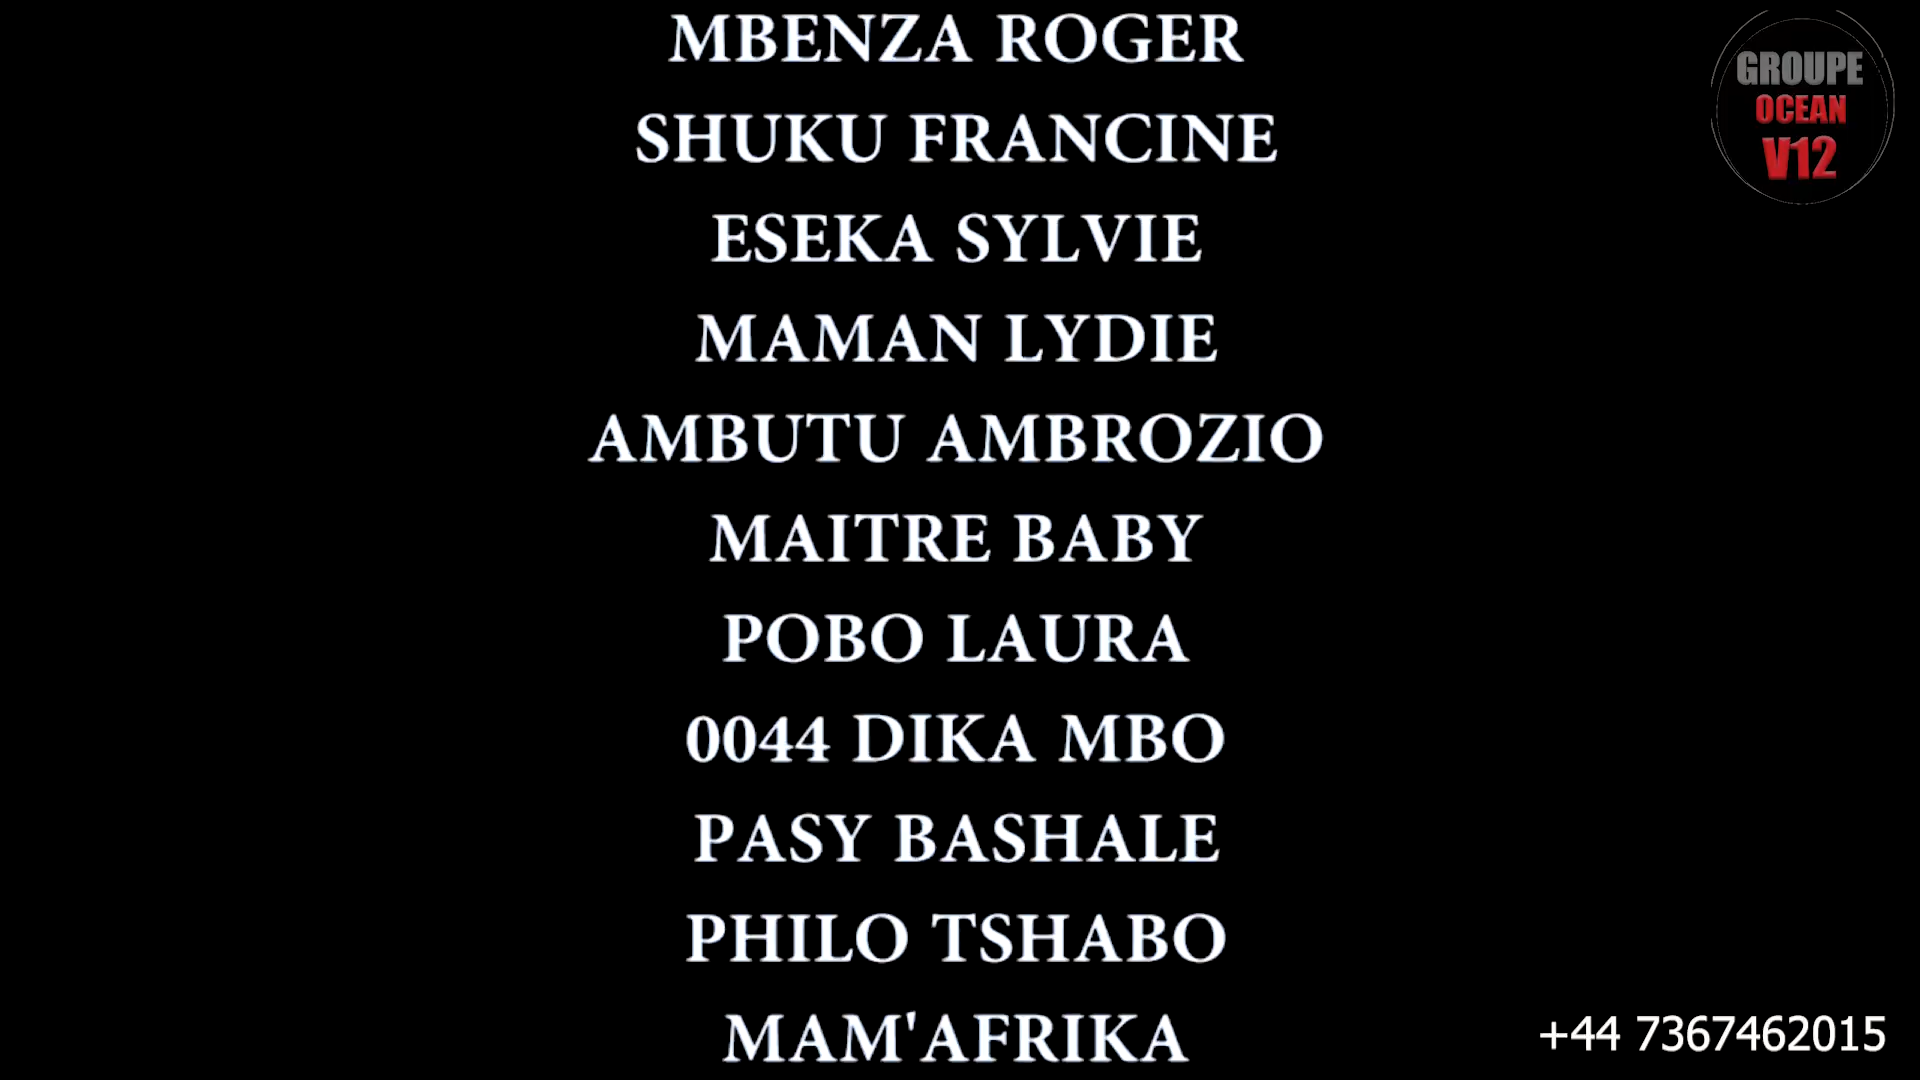 MBENZA ROGER
SHUKU FRANCINE
ESEKA SYLVIE
MAMAN LYDIE
AMBUTU AMBROZIO
MAITRE BABY
POBO LAURA
0044 DIKA MBO
PASY BASHALE
PHILO TSHABO
MAM'AFRIKA
GROUPE
OCEAN
V12
+44 7367462015